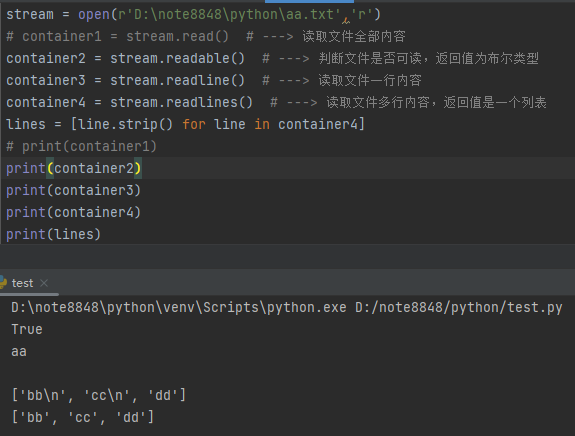 stream = open(r'D:\note8848\python\aa.txt','r')
# container1 = stream.read()  # ---> 读取文件全部内容
container2 = stream.readable()  # ---> 判断文件是否可读，返回值为布尔类型
container3 = stream.readline()  # ---> 读取文件一行内容
container4 = stream.readlines()  # ---> 读取文件多行内容，返回值是一个列表
lines = [line.strip() for line in container4]
# print(container1)
print(container2)
print(container3)
print(container4)
print(lines)
test ×
D:\note8848\python\venv\Scripts\python.exe D:/note8848/python/test.py
True
aa
['bb\n', 'cc\n', 'dd']
['bb', 'cc', 'dd']